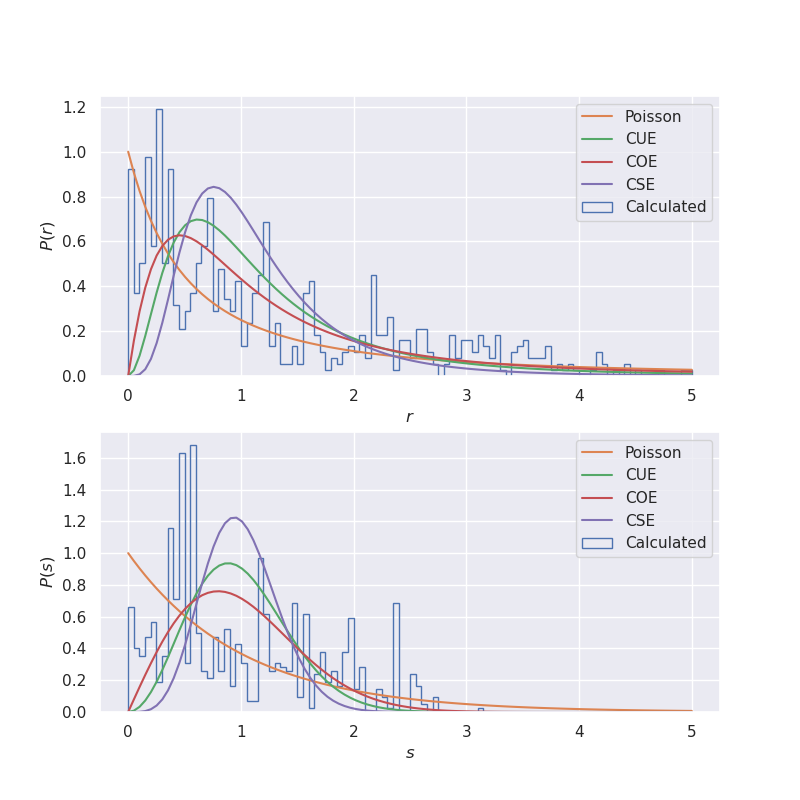 1.2
1.0
0.8
0.6
0.4
0.2
0.0
P(r)
Poisson
CUE
COE
CSE
Calculated
0 1 2 3 4 5
r
1.6
1.4
1.2
1.0
0.8
0.6
0.4
0.2
0.0
P(s)
Poisson
CUE
COE
CSE
Calculated
0 1 2 3 4 5
s